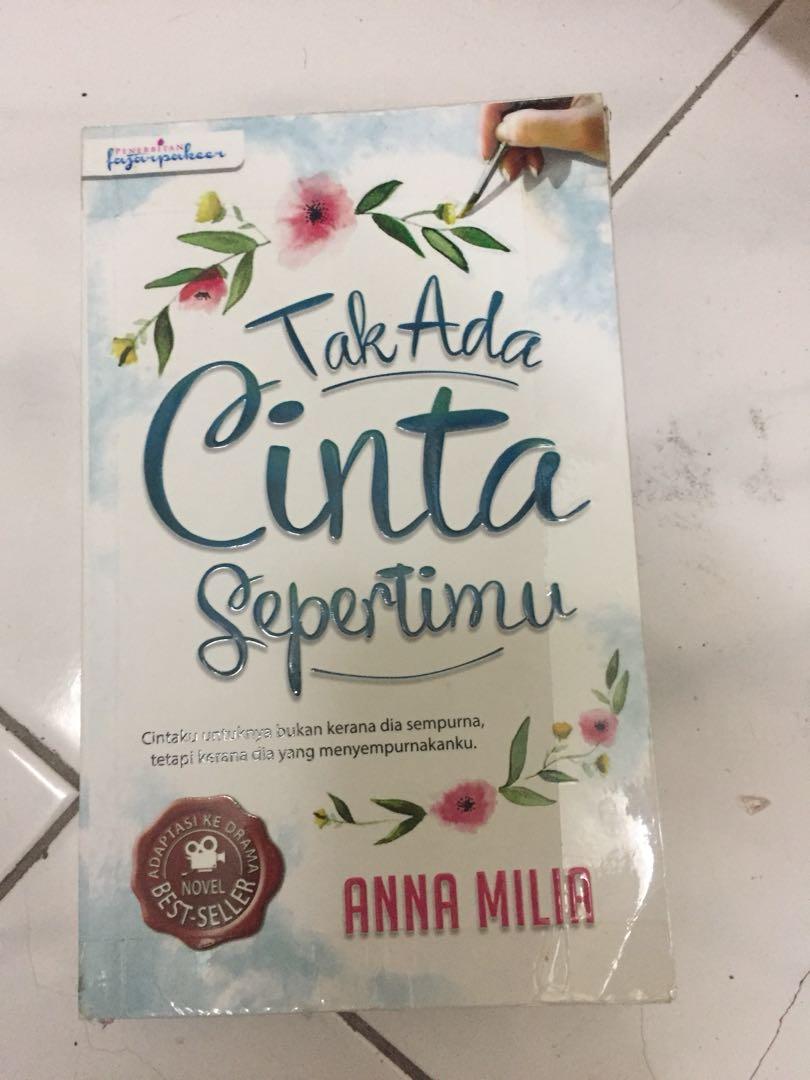 PENERBITAN
fajarpakeer
Tak Ada
Cinta
Sepertimu
Cintaku untuknya bukan kerana dia sempurna,
tetapi kerana dia yang menyempurnakanku.
ADAPTASI KE DRAMA
NOVEL
BEST-SELLER
ANNA MILIA